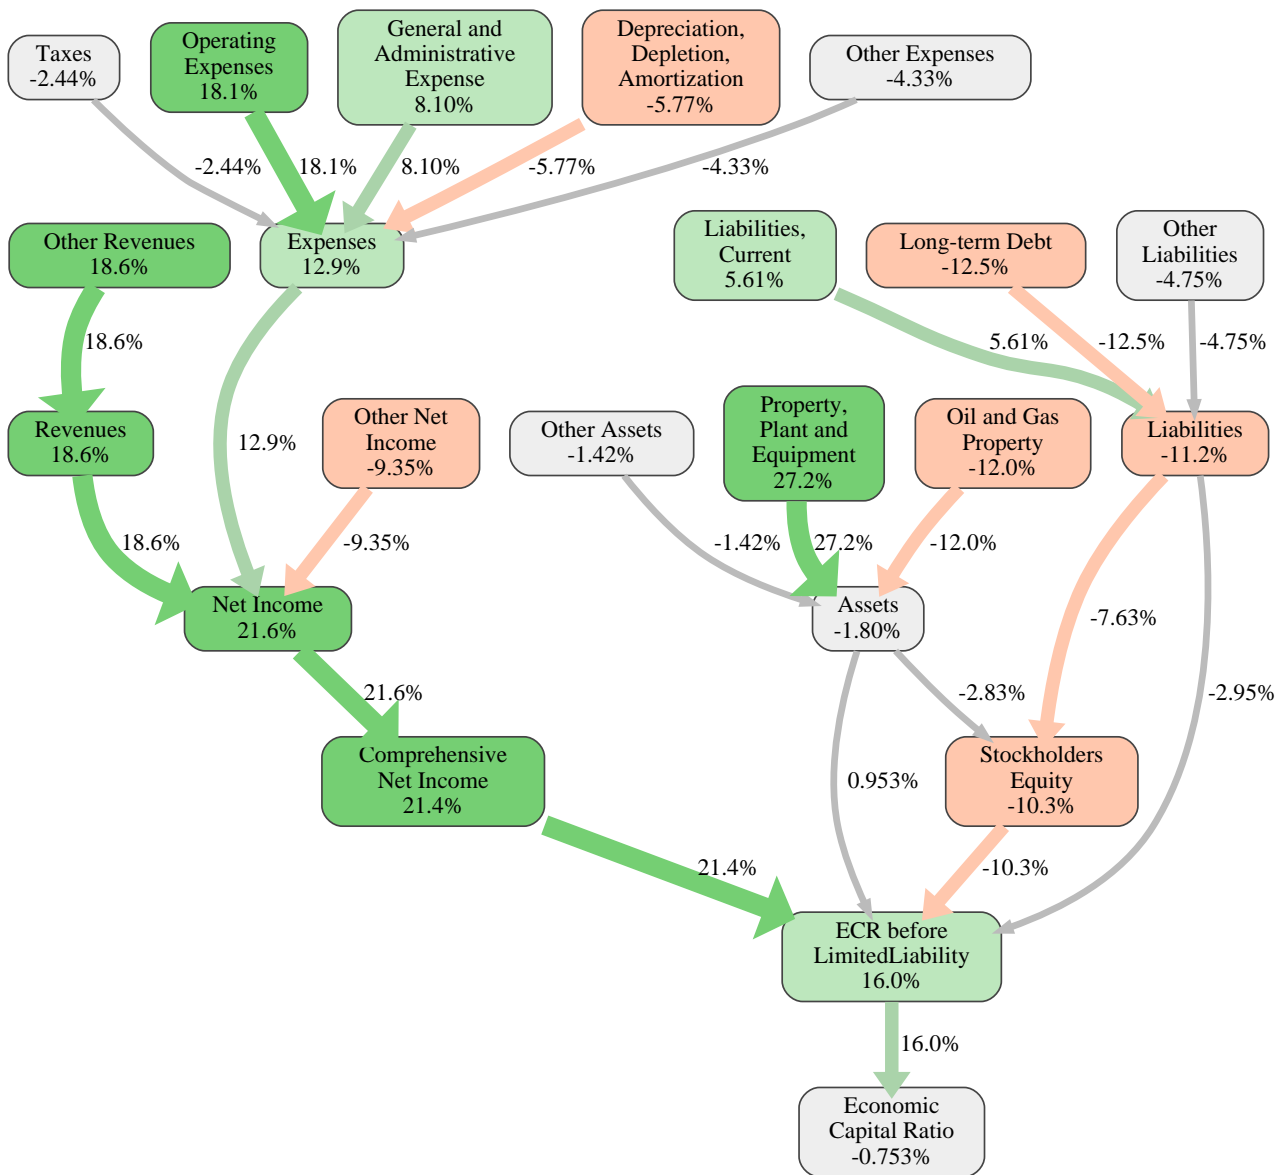 Taxes
-2.44%
Operating
Expenses
18.1%
General and
Administrative
Expense
8.10%
Depreciation,
Depletion,
Amortization
-5.77%
Other Expenses
-4.33%
-2.44%
18.1%
8.10%
-5.77%
-4.33%
Other Revenues
18.6%
Expenses
12.9%
Liabilities,
Current
5.61%
Long-term Debt
-12.5%
Other
Liabilities
-4.75%
18.6%
5.61%
-12.5%
-4.75%
Revenues
18.6%
12.9%
Other Net
Income
-9.35%
Other Assets
-1.42%
Property,
Plant and
Equipment
27.2%
Oil and Gas
Property
-12.0%
Liabilities
-11.2%
18.6%
-9.35%
-1.42%
27.2%
-12.0%
Net Income
21.6%
Assets
-1.80%
-7.63%
21.6%
-2.83%
-2.95%
Comprehensive
Net Income
21.4%
0.953%
Stockholders
Equity
-10.3%
21.4%
-10.3%
ECR before
LimitedLiability
16.0%
16.0%
Economic
Capital Ratio
-0.753%